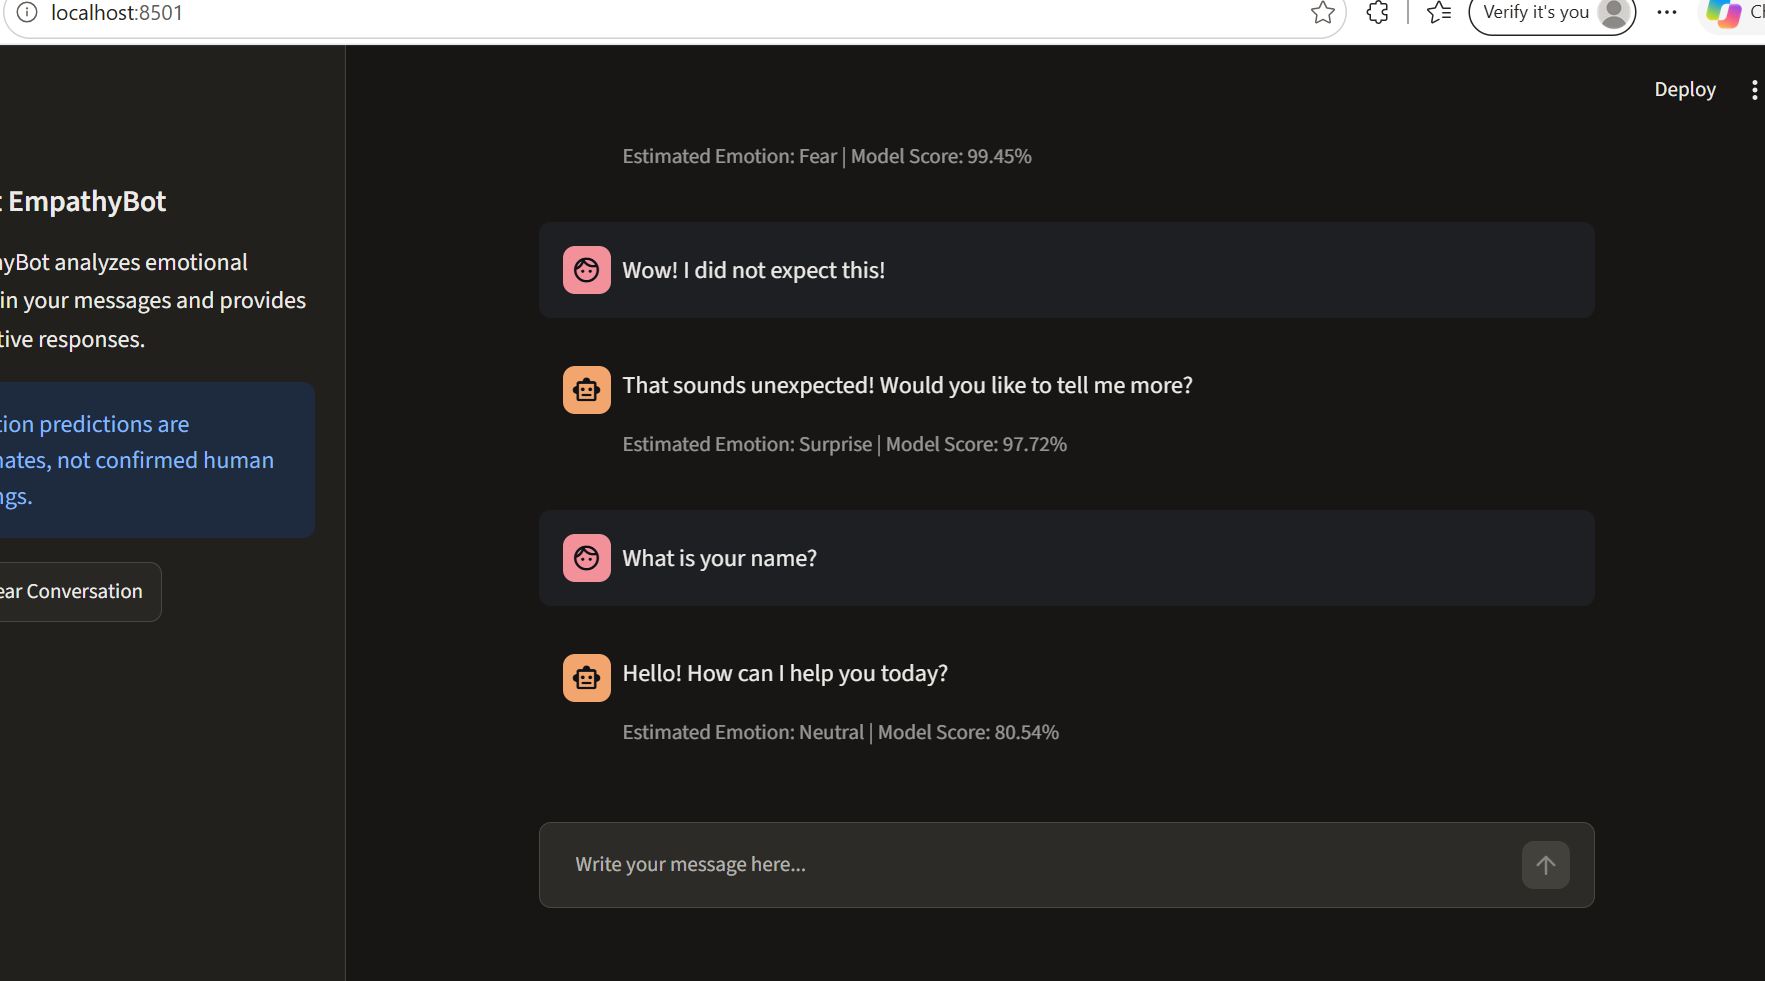 localhost:8501
Verify it's you
Deploy
EmpathyBot
yBot analyzes emotional
in your messages and provides
tive responses.
tion predictions are
ates, not confirmed human
gs.
ear Conversation
Estimated Emotion: Fear | Model Score: 99.45%
Wow! I did not expect this!
That sounds unexpected! Would you like to tell me more?
Estimated Emotion: Surprise | Model Score: 97.72%
What is your name?
Hello! How can I help you today?
Estimated Emotion: Neutral | Model Score: 80.54%
Write your message here...